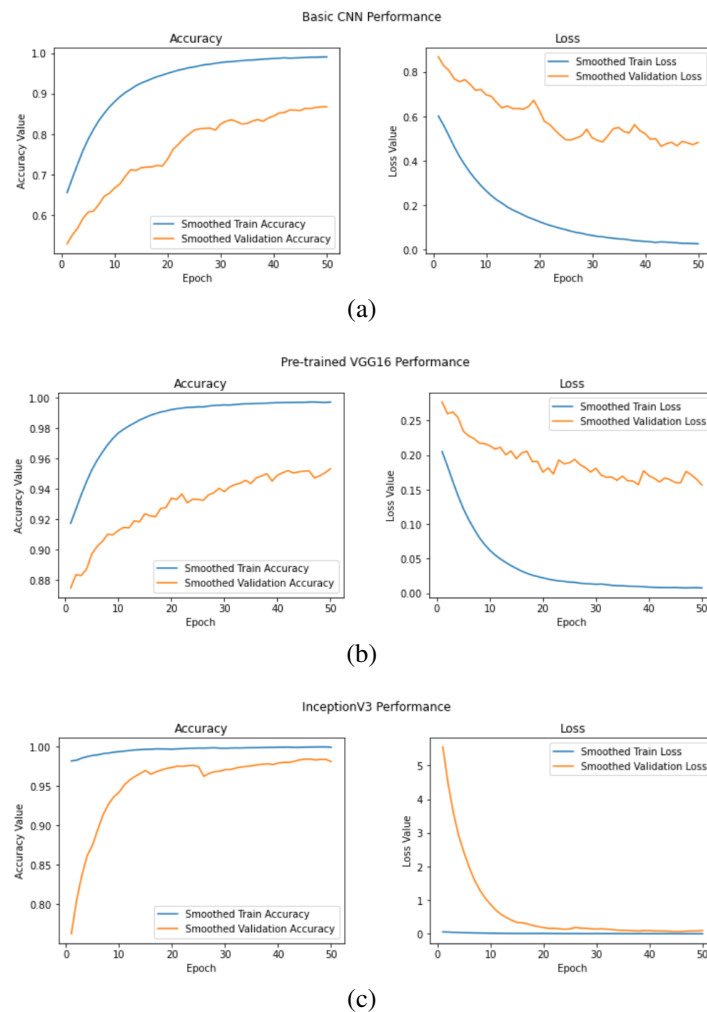 Basic CNN Performance
Accuracy
Loss
1.0
0.9
0.8
0.7
0.6
Accuracy Value
Smoothed Train Accuracy
Smoothed Validation Accuracy
0 10 20 30 40 50
Epoch
0.8
0.6
0.4
0.2
0.0
Loss Value
Smoothed Train Loss
Smoothed Validation Loss
0 10 20 30 40 50
Epoch
(a)
Pre-trained VGG16 Performance
Accuracy
Loss
1.00
0.98
0.96
0.94
0.92
0.90
0.88
Accuracy Value
Smoothed Train Accuracy
Smoothed Validation Accuracy
0 10 20 30 40 50
Epoch
0.25
0.20
0.15
0.10
0.05
0.00
Loss Value
Smoothed Train Loss
Smoothed Validation Loss
0 10 20 30 40 50
Epoch
(b)
InceptionV3 Performance
Accuracy
Loss
1.00
0.95
0.90
0.85
0.80
Accuracy Value
Smoothed Train Accuracy
Smoothed Validation Accuracy
0 10 20 30 40 50
Epoch
5
4
3
2
1
0
Loss Value
Smoothed Train Loss
Smoothed Validation Loss
0 10 20 30 40 50
Epoch
(c)